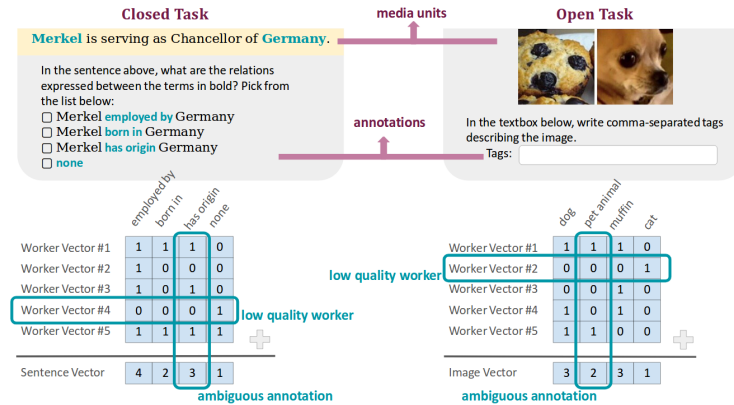 Closed Task
media units
Open Task
Merkel is serving as Chancellor of Germany.
In the sentence above, what are the relations
expressed between the terms in bold? Pick from
the list below:
Merkel employed by Germany
Merkel born in Germany
Merkel has origin Germany
none
annotations
In the textbox below, write comma-separated tags
describing the image.
Tags:
employed by
born in
has origin
none
Worker Vector #1 1 1 1 0
Worker Vector #2 1 0 0 0
Worker Vector #3 1 0 1 0
Worker Vector #4 0 0 0 1
Worker Vector #5 1 1 1 1
low quality worker
Sentence Vector 4 2 3 1
ambiguous annotation
dog
pet animal
muffin
cat
Worker Vector #1 1 1 1 0
Worker Vector #2 0 0 0 1
Worker Vector #3 0 0 1 0
Worker Vector #4 1 0 1 0
Worker Vector #5 1 1 0 0
low quality worker
Image Vector 3 2 3 1
ambiguous annotation